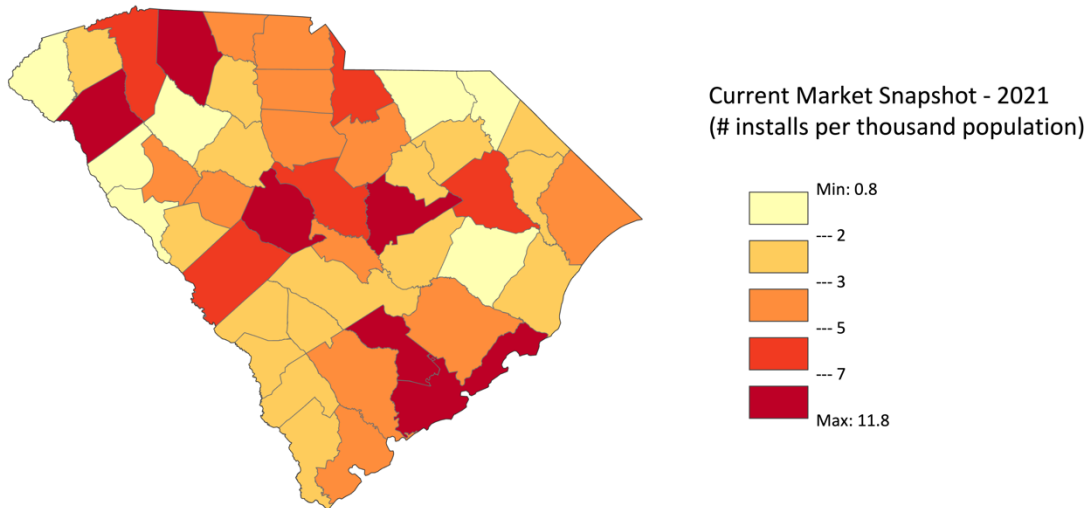 Current Market Snapshot - 2021
(# installs per thousand population)
Min: 0.8
--- 2
--- 3
--- 5
--- 7
Max: 11.8